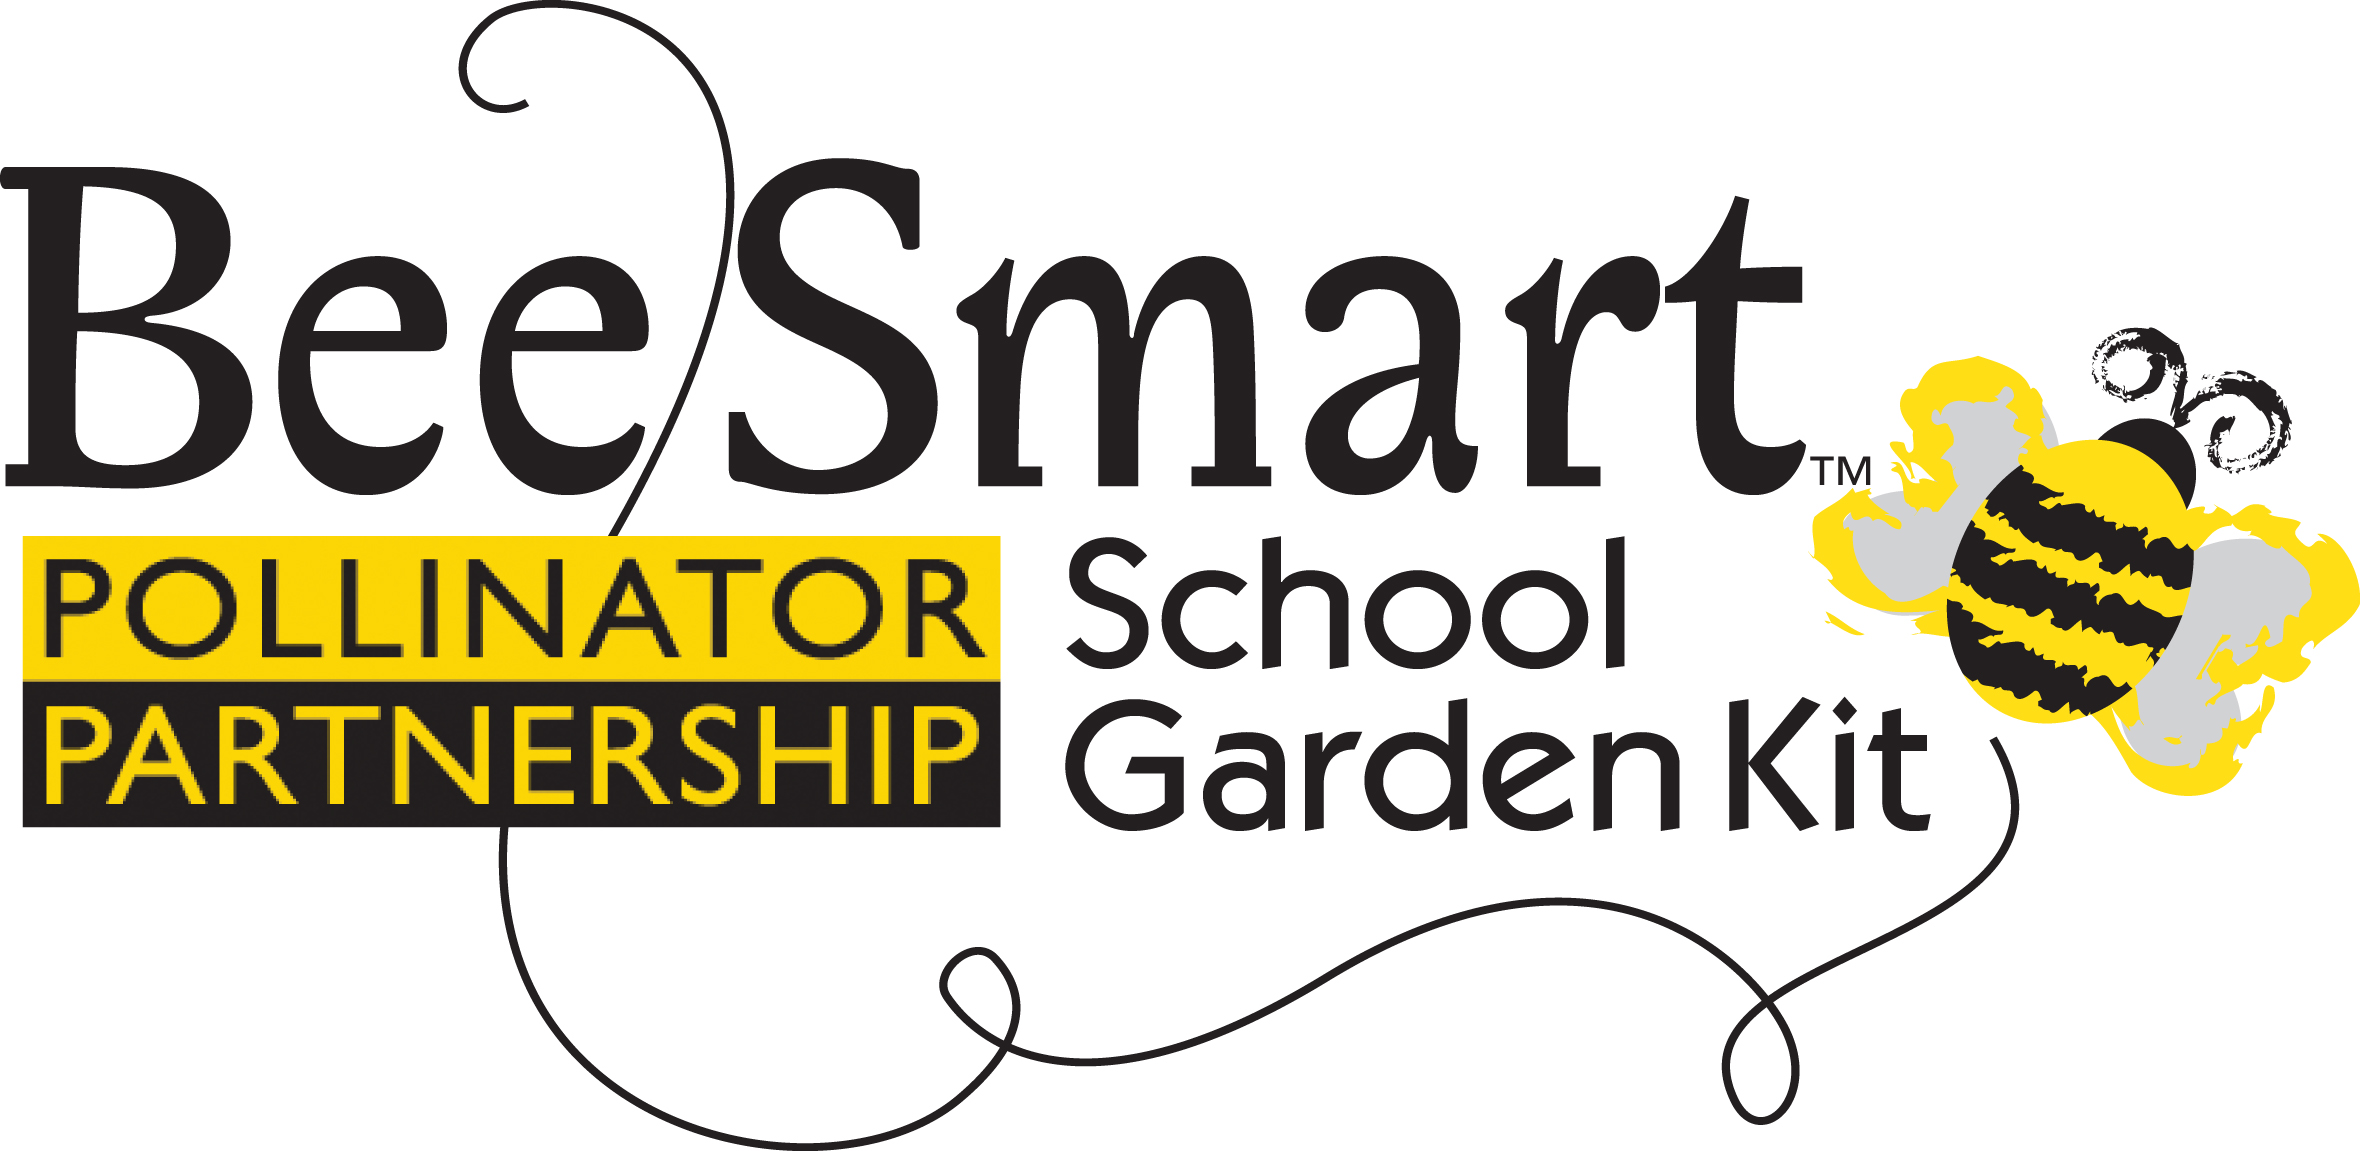 BeeSmart™
POLLINATOR
PARTNERSHIP
School
Garden Kit